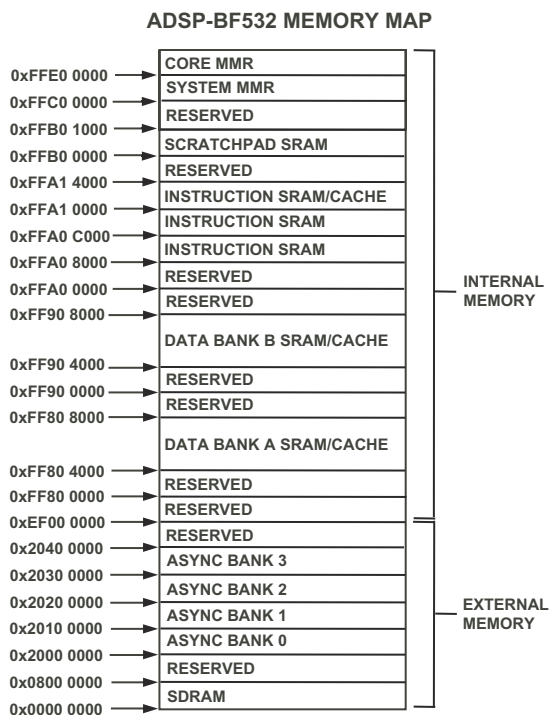 ADSP-BF532 MEMORY MAP
CORE MMR
0xFFE0 0000
SYSTEM MMR
0xFFC0 0000
RESERVED
0xFFB0 1000
SCRATCHPAD SRAM
0xFFB0 0000
RESERVED
0xFFA1 4000
INSTRUCTION SRAM/CACHE
0xFFA1 0000
INSTRUCTION SRAM
0xFFA0 C000
INSTRUCTION SRAM
0xFFA0 8000
RESERVED
0xFFA0 0000
RESERVED
0xFF90 8000
DATA BANK B SRAM/CACHE
0xFF90 4000
RESERVED
0xFF90 0000
RESERVED
0xFF80 8000
DATA BANK A SRAM/CACHE
0xFF80 4000
RESERVED
0xFF80 0000
RESERVED
0xEF00 0000
RESERVED
0x2040 0000
ASYNC BANK 3
0x2030 0000
ASYNC BANK 2
0x2020 0000
ASYNC BANK 1
0x2010 0000
ASYNC BANK 0
0x2000 0000
RESERVED
0x0800 0000
SDRAM
0x0000 0000
INTERNAL
MEMORY
EXTERNAL
MEMORY